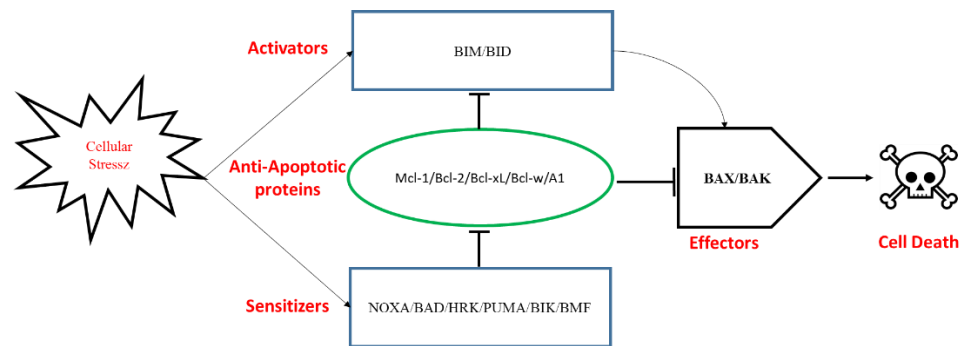 Activators
BIM/BID
Cellular
Stressz
Anti-Apoptotic
proteins
Mcl-1/Bcl-2/Bcl-xL/Bcl-w/A1
BAX/BAK
Effectors
Cell Death
Sensitizers
NOXA/BAD/HRK/PUMA/BIK/BMF